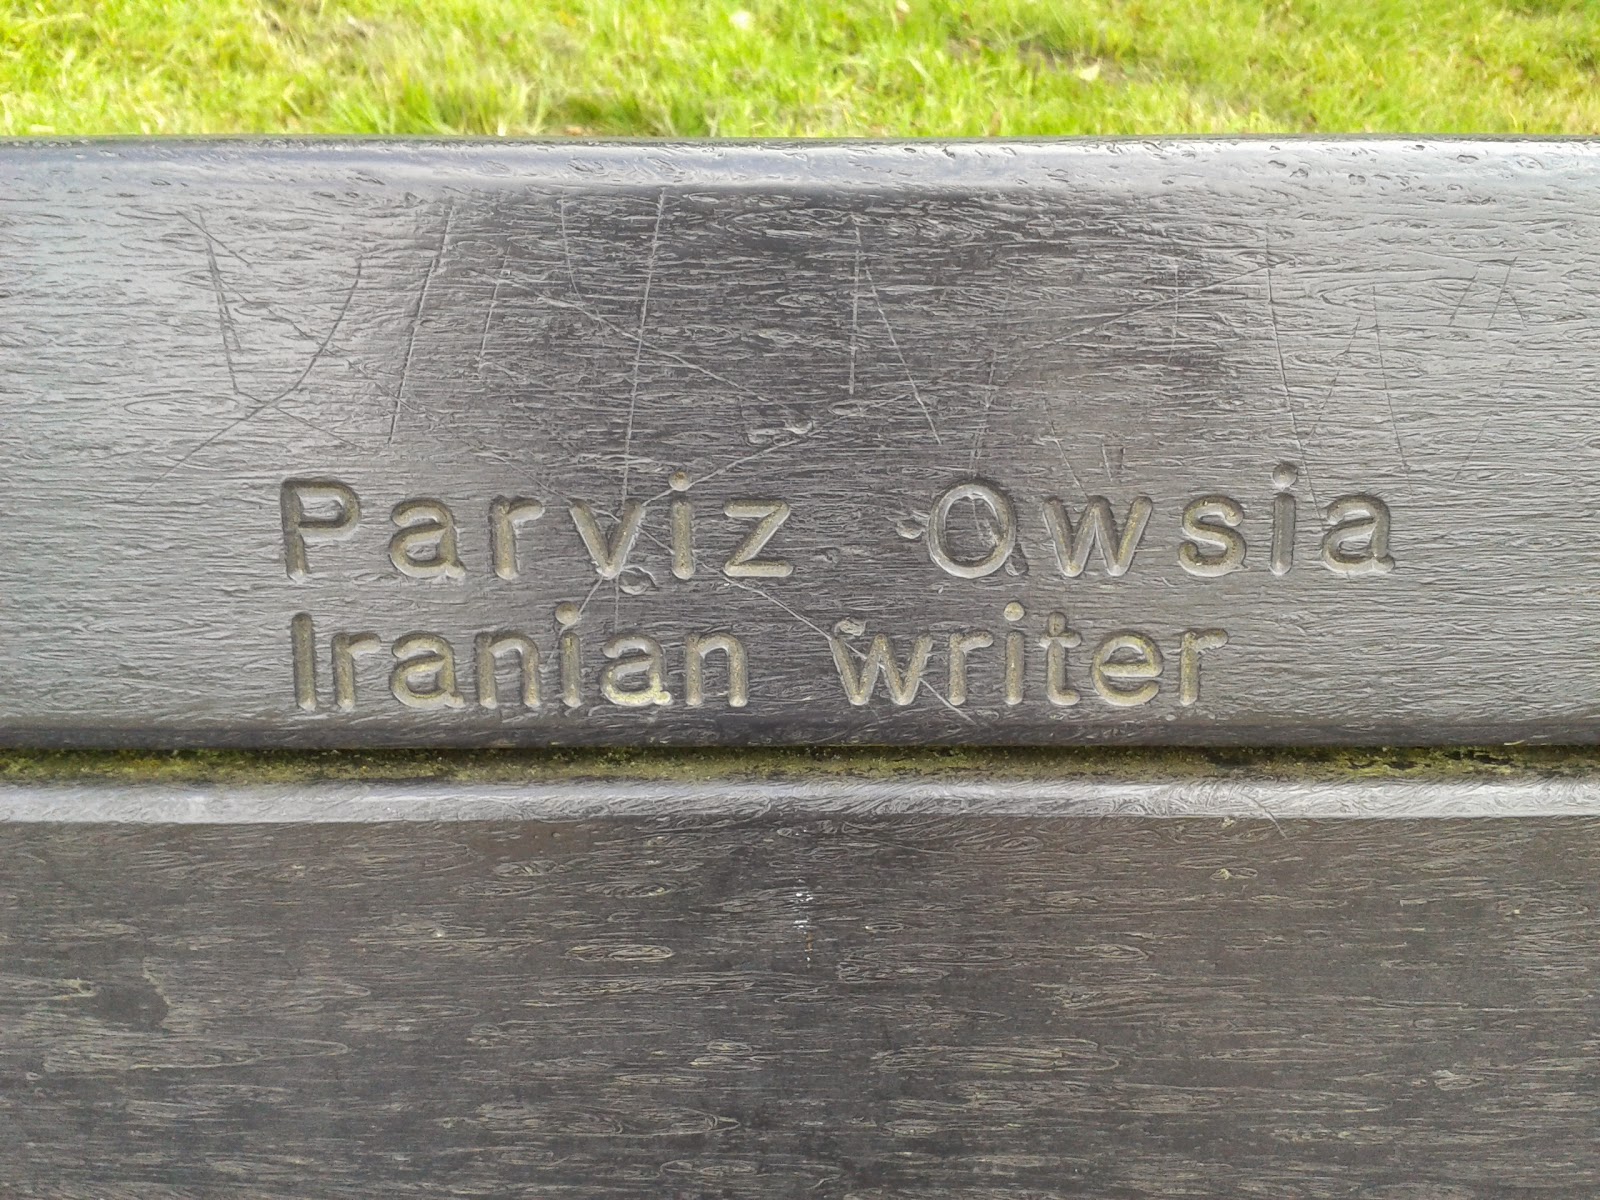 Parviz Owsia
Iranian writer